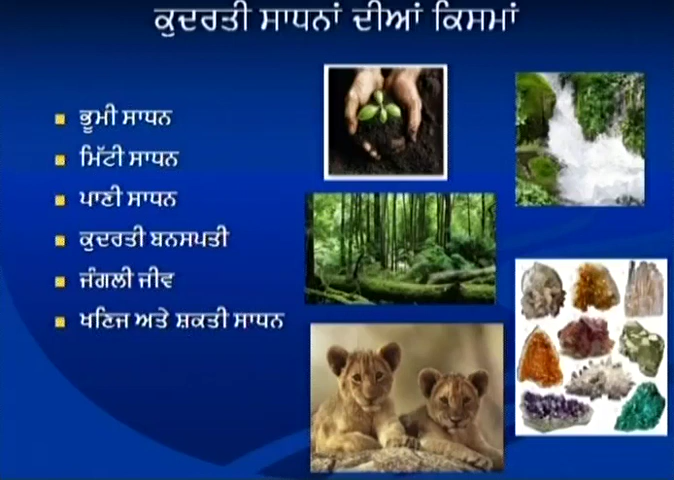 ਕੁਦਰਤੀ ਸਾਧਨਾਂ ਦੀਆਂ ਕਿਸਮਾਂ
ਭੂਮੀ ਸਾਧਨ
ਮਿੱਟੀ ਸਾਧਨ
ਪਾਣੀ ਸਾਧਨ
ਕੁਦਰਤੀ ਬਨਸਪਤੀ
ਜੰਗਲੀ ਜੀਵ
ਖਣਿਜ ਅਤੇ ਸ਼ਕਤੀ ਸਾਧਨ